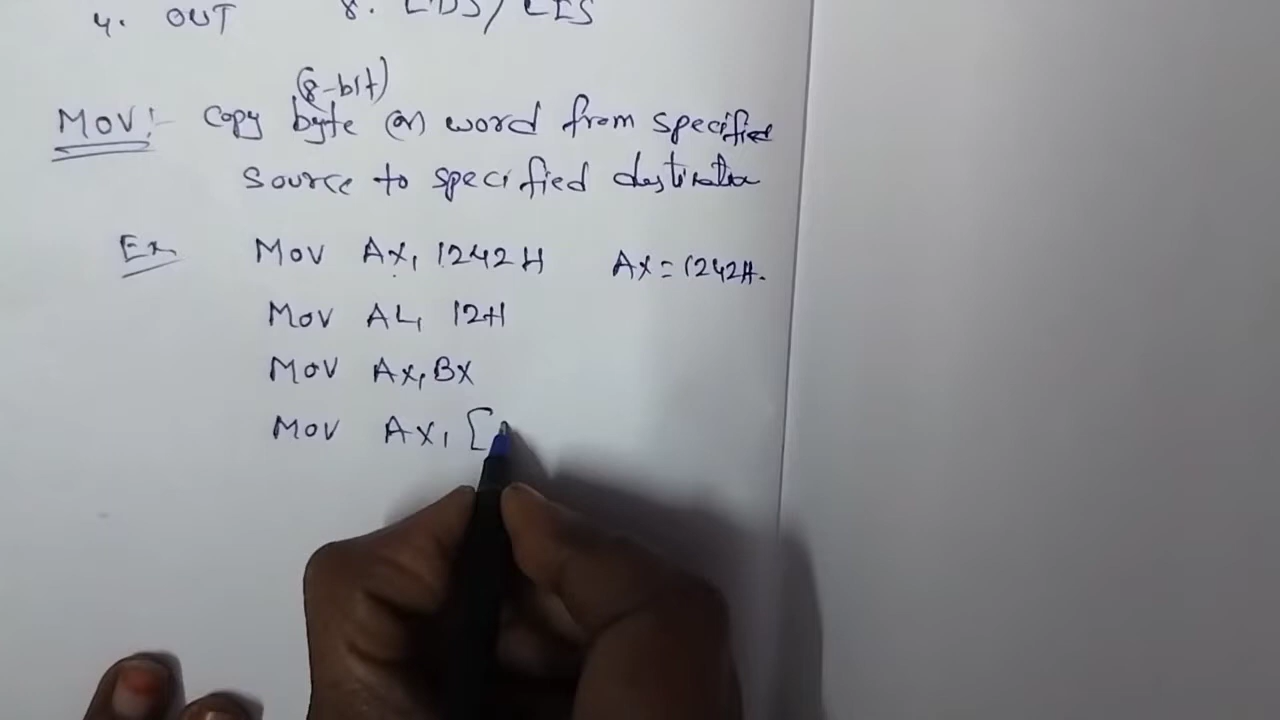 4. OUT 8. LDS/LES
(8-bit)
MOV:- Copy byte (or) word from specified
source to specified destination
Ex MOV AX, 1242H AX = 1242H.
MOV AL, 12H
MOV AX, BX
MOV AX, [